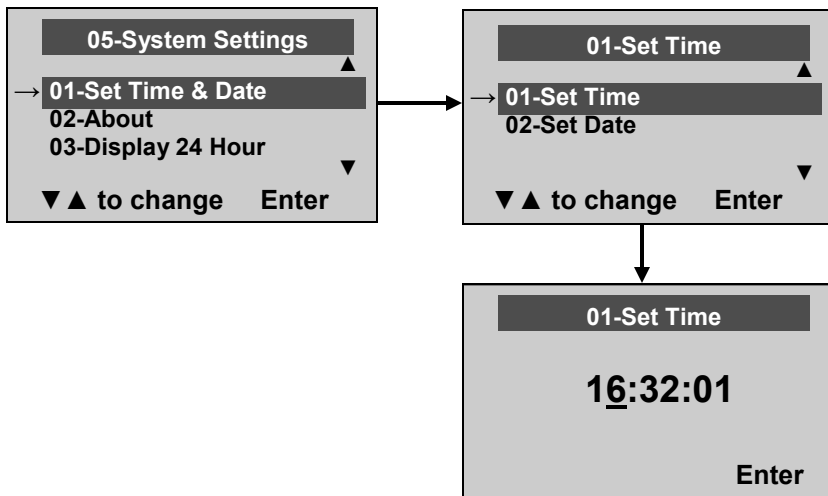 05-System Settings
▲
→ 01-Set Time & Date
02-About
03-Display 24 Hour
▼
▼▲ to change Enter
01-Set Time
▲
→ 01-Set Time
02-Set Date
▼
▼▲ to change Enter
01-Set Time
16:32:01
Enter